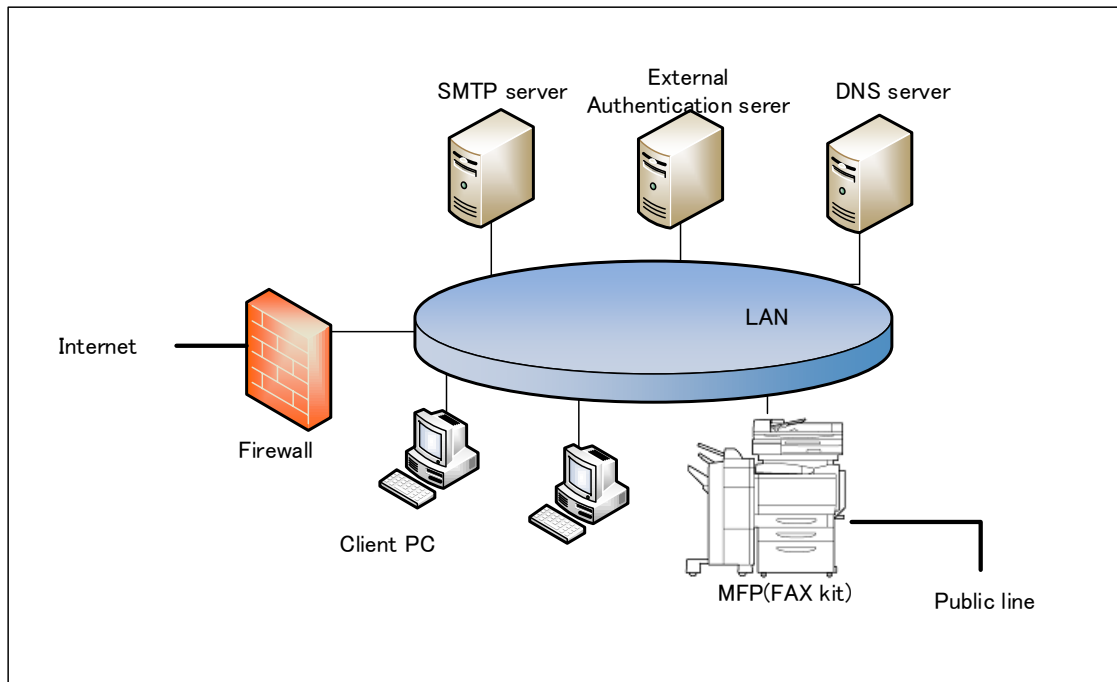 SMTP server
External
Authentication serer
DNS server
LAN
Internet
Firewall
Client PC
MFP(FAX kit)
Public line